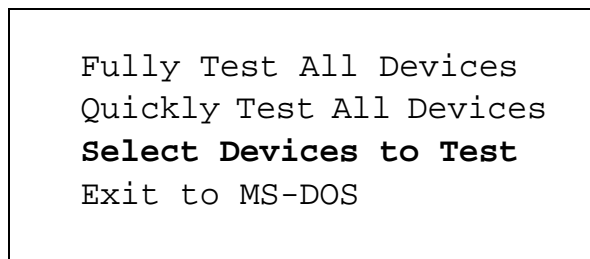 Fully Test All Devices
Quickly Test All Devices
Select Devices to Test
Exit to MS-DOS